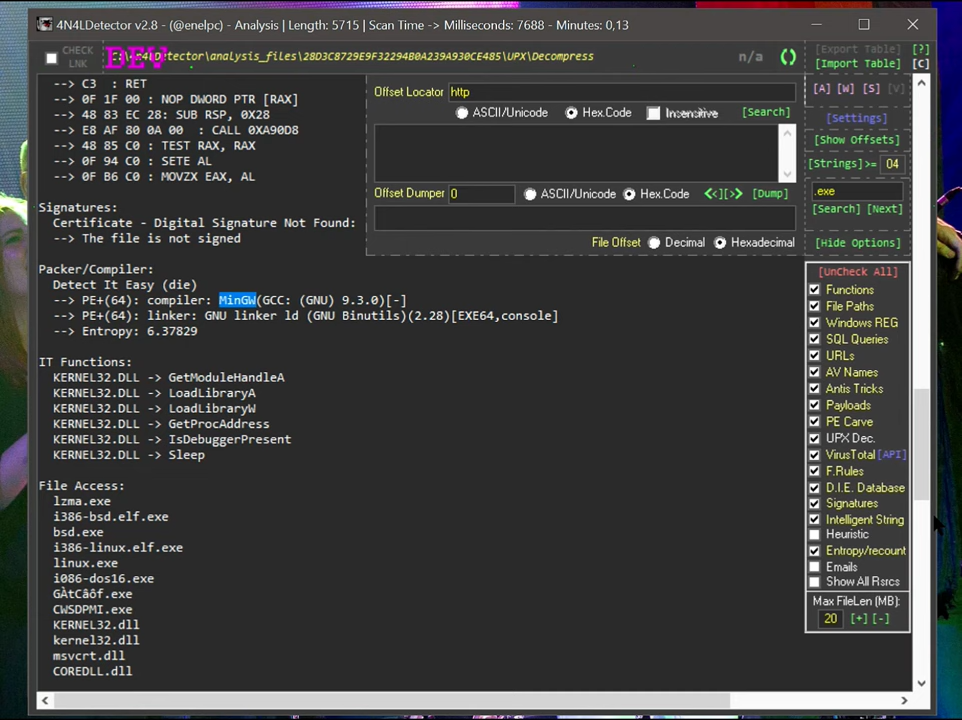 4N4LDetector v2.8 - (@enelpc) - Analysis | Length: 5715 | Scan Time -> Milliseconds: 7688 - Minutes: 0,13
CHECK
LNK
DEV
\4n4LDetector\analysis_files\28D3C8729E9F32294B0A239A930CE485\UPX\Decompress
n/a
[Export Table]
[?]
[Import Table]
[C]
--> C3 : RET
--> 0F 1F 00 : NOP DWORD PTR [RAX]
--> 48 83 EC 28: SUB RSP, 0X28
--> E8 AF 80 0A 00 : CALL 0XA90D8
--> 48 85 C0 : TEST RAX, RAX
--> 0F 94 C0 : SETE AL
--> 0F B6 C0 : MOVZX EAX, AL
Signatures:
Certificate - Digital Signature Not Found:
--> The file is not signed
Packer/Compiler:
Detect It Easy (die)
--> PE+(64): compiler: MinGW(GCC: (GNU) 9.3.0)[-]
--> PE+(64): linker: GNU linker ld (GNU Binutils)(2.28)[EXE64,console]
--> Entropy: 6.37829
IT Functions:
KERNEL32.DLL -> GetModuleHandleA
KERNEL32.DLL -> LoadLibraryA
KERNEL32.DLL -> LoadLibraryW
KERNEL32.DLL -> GetProcAddress
KERNEL32.DLL -> IsDebuggerPresent
KERNEL32.DLL -> Sleep
File Access:
lzma.exe
i386-bsd.elf.exe
bsd.exe
i386-linux.elf.exe
linux.exe
i086-dos16.exe
GÀtCâôf.exe
CWSDPMI.exe
KERNEL32.dll
kernel32.dll
msvcrt.dll
COREDLL.dll
Offset Locator http
ASCII/Unicode Hex.Code Insensitive [Search]
Offset Dumper 0 ASCII/Unicode Hex.Code <<][>> [Dump]
File Offset Decimal Hexadecimal
[A] [W] [S] [V]
[Settings]
[Show Offsets]
[Strings]>= 04
.exe
[Search] [Next]
[Hide Options]
[UnCheck All]
Functions
File Paths
Windows REG
SQL Queries
URLs
AV Names
Antis Tricks
Payloads
PE Carve
UPX Dec.
VirusTotal [API]
F.Rules
D.I.E. Database
Signatures
Intelligent String
Heuristic
Entropy/recount
Emails
Show All Rsrcs
Max FileLen (MB):
20 [+] [-]